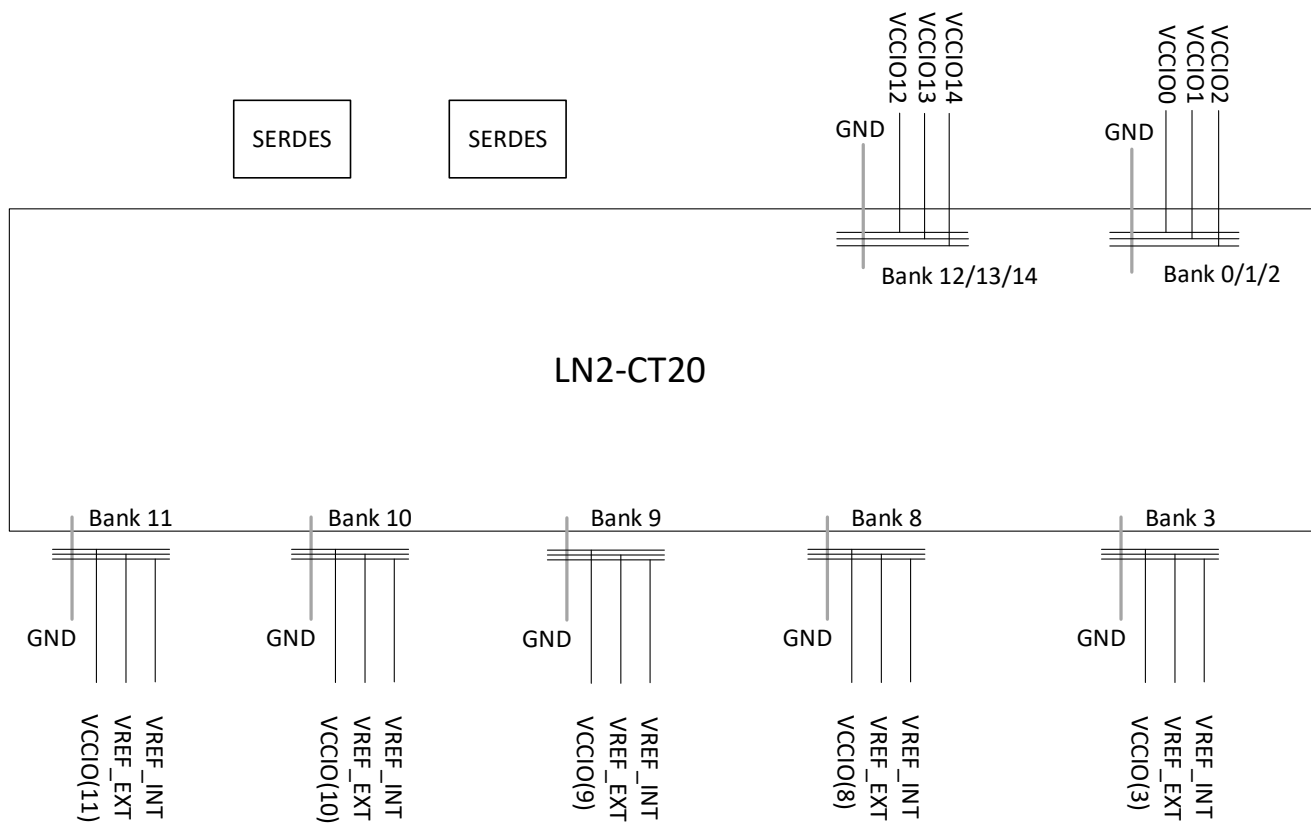 VCCIO12
VCCIO13
VCCIO14
VCCIO0
VCCIO1
VCCIO2
SERDES
SERDES
GND
GND
Bank 12/13/14
Bank 0/1/2
LN2-CT20
Bank 11
Bank 10
Bank 9
Bank 8
Bank 3
GND
GND
GND
GND
GND
VCCIO(11)
VREF_EXT
VREF_INT
VCCIO(10)
VREF_EXT
VREF_INT
VCCIO(9)
VREF_EXT
VREF_INT
VCCIO(8)
VREF_EXT
VREF_INT
VCCIO(3)
VREF_EXT
VREF_INT